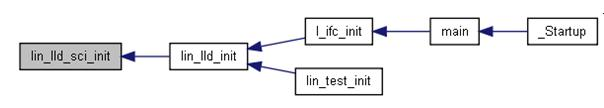 lin_lld_sci_init
lin_lld_init
l_ifc_init
main
_Startup
lin_test_init